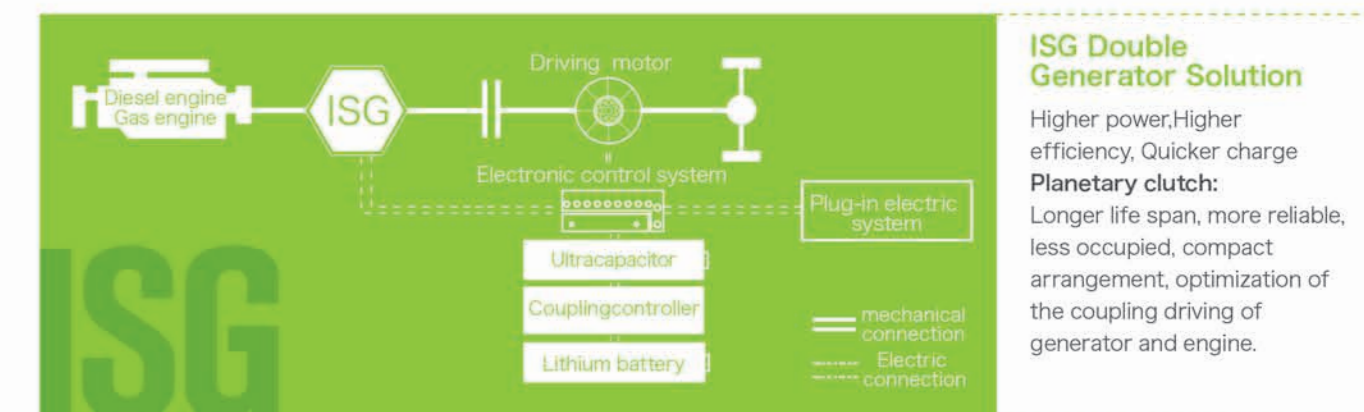 Diesel engine
Gas engine
ISG
Driving motor
Electronic control system
Plug-in electric
system
Ultracapacitor
Couplingcontroller
Lithium battery
mechanical
connection
Electric
connection
ISG
ISG Double
Generator Solution
Higher power,Higher
efficiency, Quicker charge
Planetary clutch:
Longer life span, more reliable,
less occupied, compact
arrangement, optimization of
the coupling driving of
generator and engine.